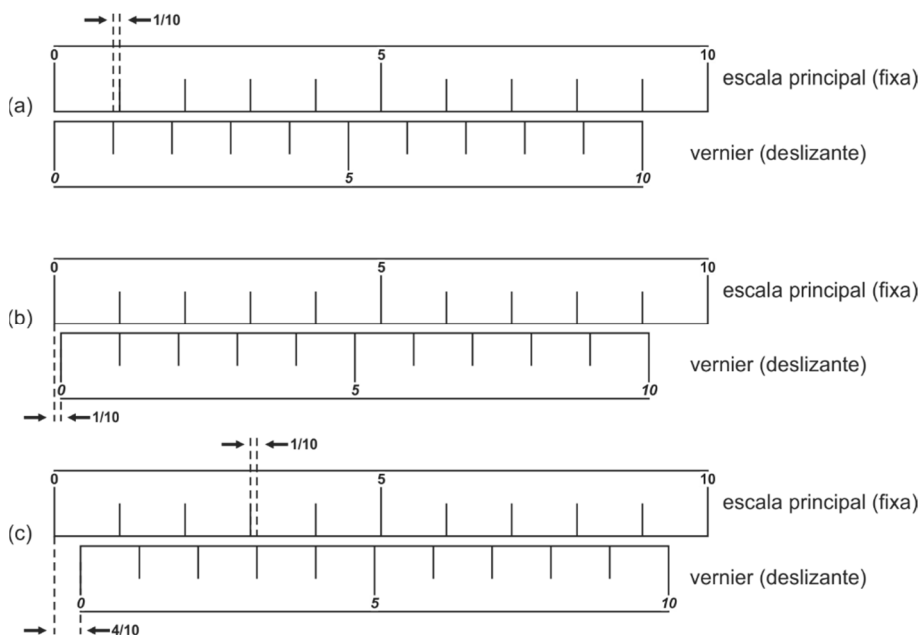 1/10
0 5 10
escala principal (fixa)
(a)
vernier (deslizante)
0 5 10
0 5 10
escala principal (fixa)
(b)
vernier (deslizante)
0 5 10
1/10
1/10
0 5 10
escala principal (fixa)
(c)
vernier (deslizante)
0 5 10
4/10